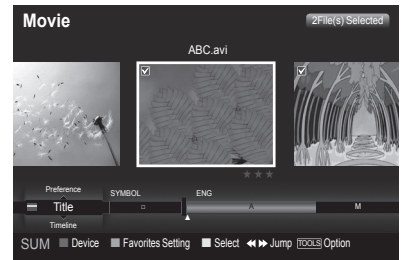 Movie
2File(s) Selected
ABC.avi
Preference
SYMBOL ENG
Title A M
Timeline
SUM Device Favorites Setting Select Jump TOOLS Option